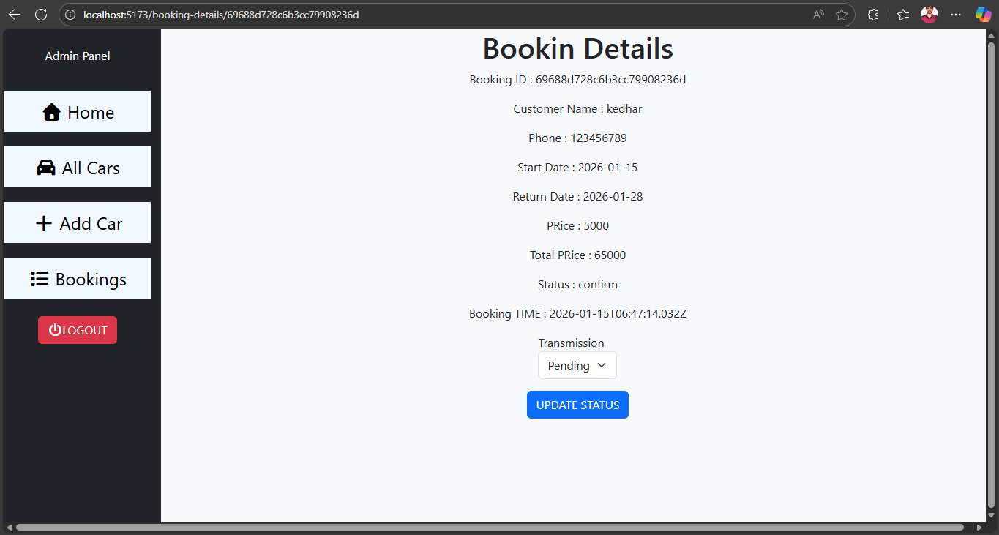 localhost:5173/booking-details/69688d728c6b3cc79908236d
Admin Panel
Home
All Cars
Add Car
Bookings
LOGOUT
Bookin Details
Booking ID : 69688d728c6b3cc79908236d
Customer Name : kedhar
Phone : 123456789
Start Date : 2026-01-15
Return Date : 2026-01-28
PRice : 5000
Total PRice : 65000
Status : confirm
Booking TIME : 2026-01-15T06:47:14.032Z
Transmission
Pending
UPDATE STATUS